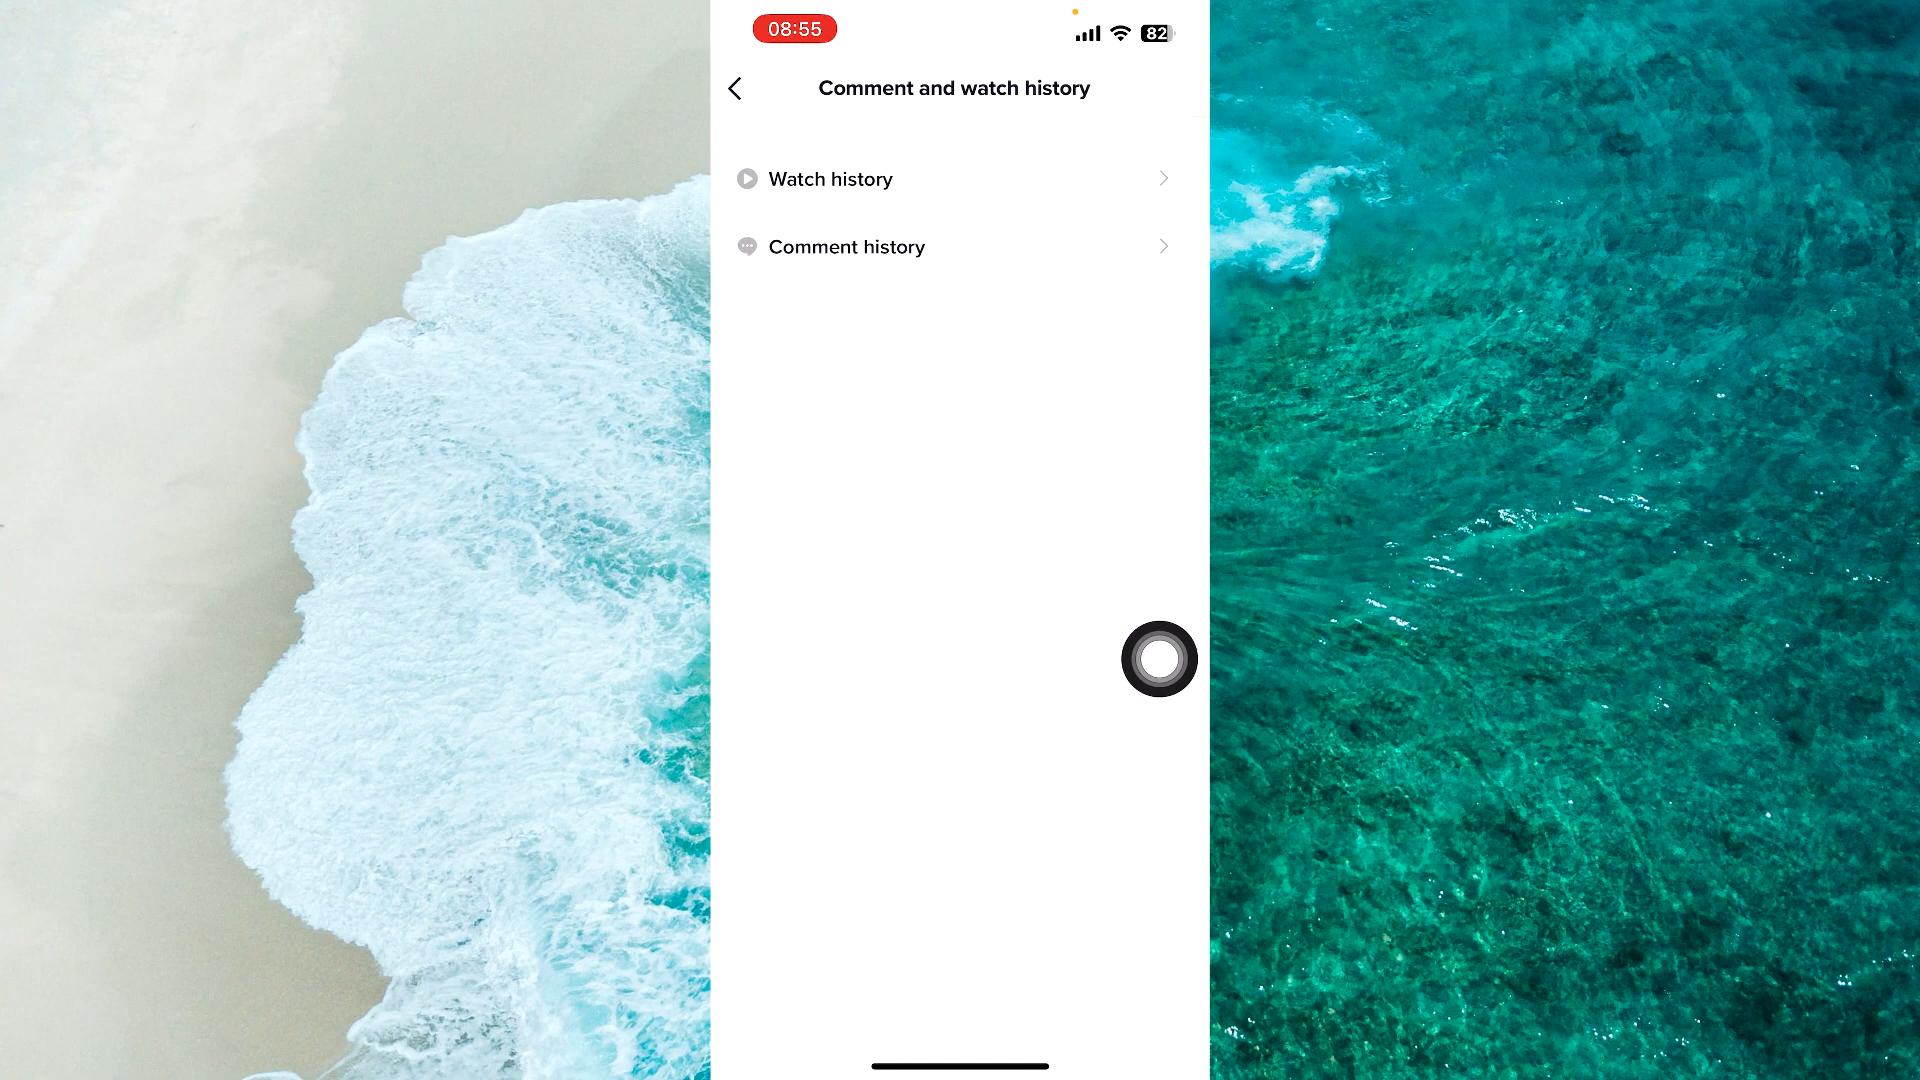 08:55
82
Comment and watch history
Watch history
Comment history